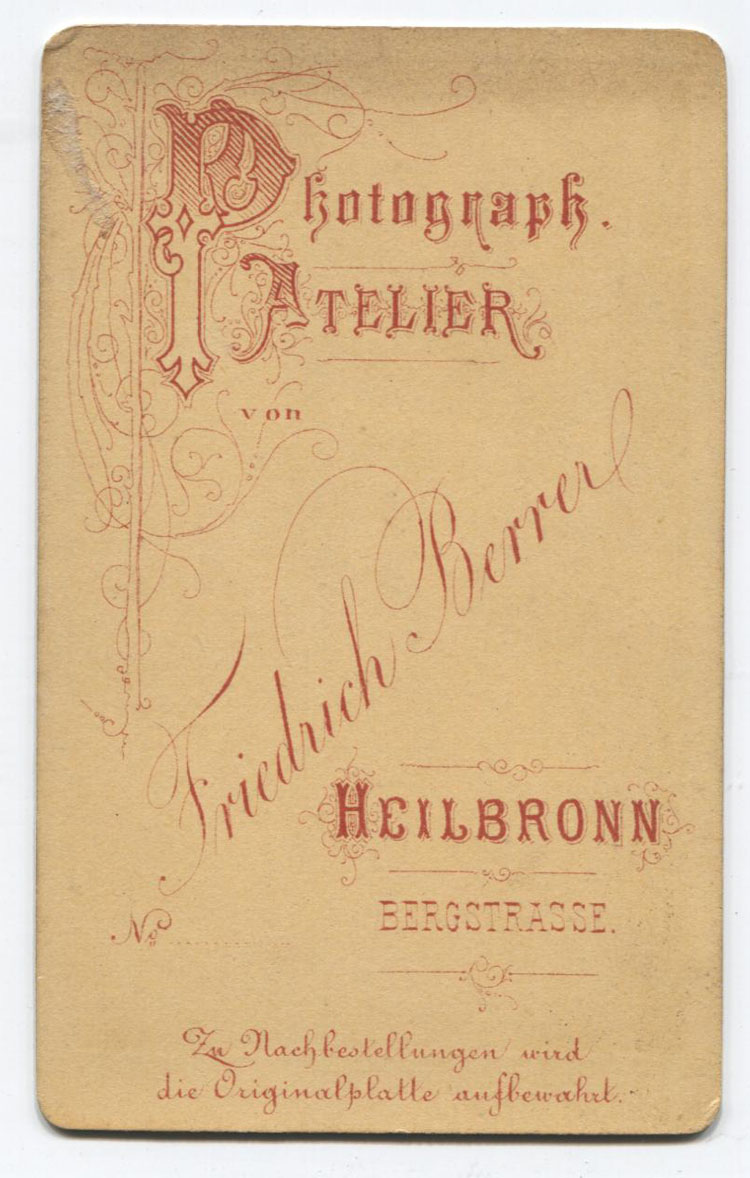 Photograph.
ATELIER
von
Friedrich Berrer
HEILBRONN
BERGSTRASSE.
No
Zu Nachbestellungen wird
die Originalplatte aufbewahrt.